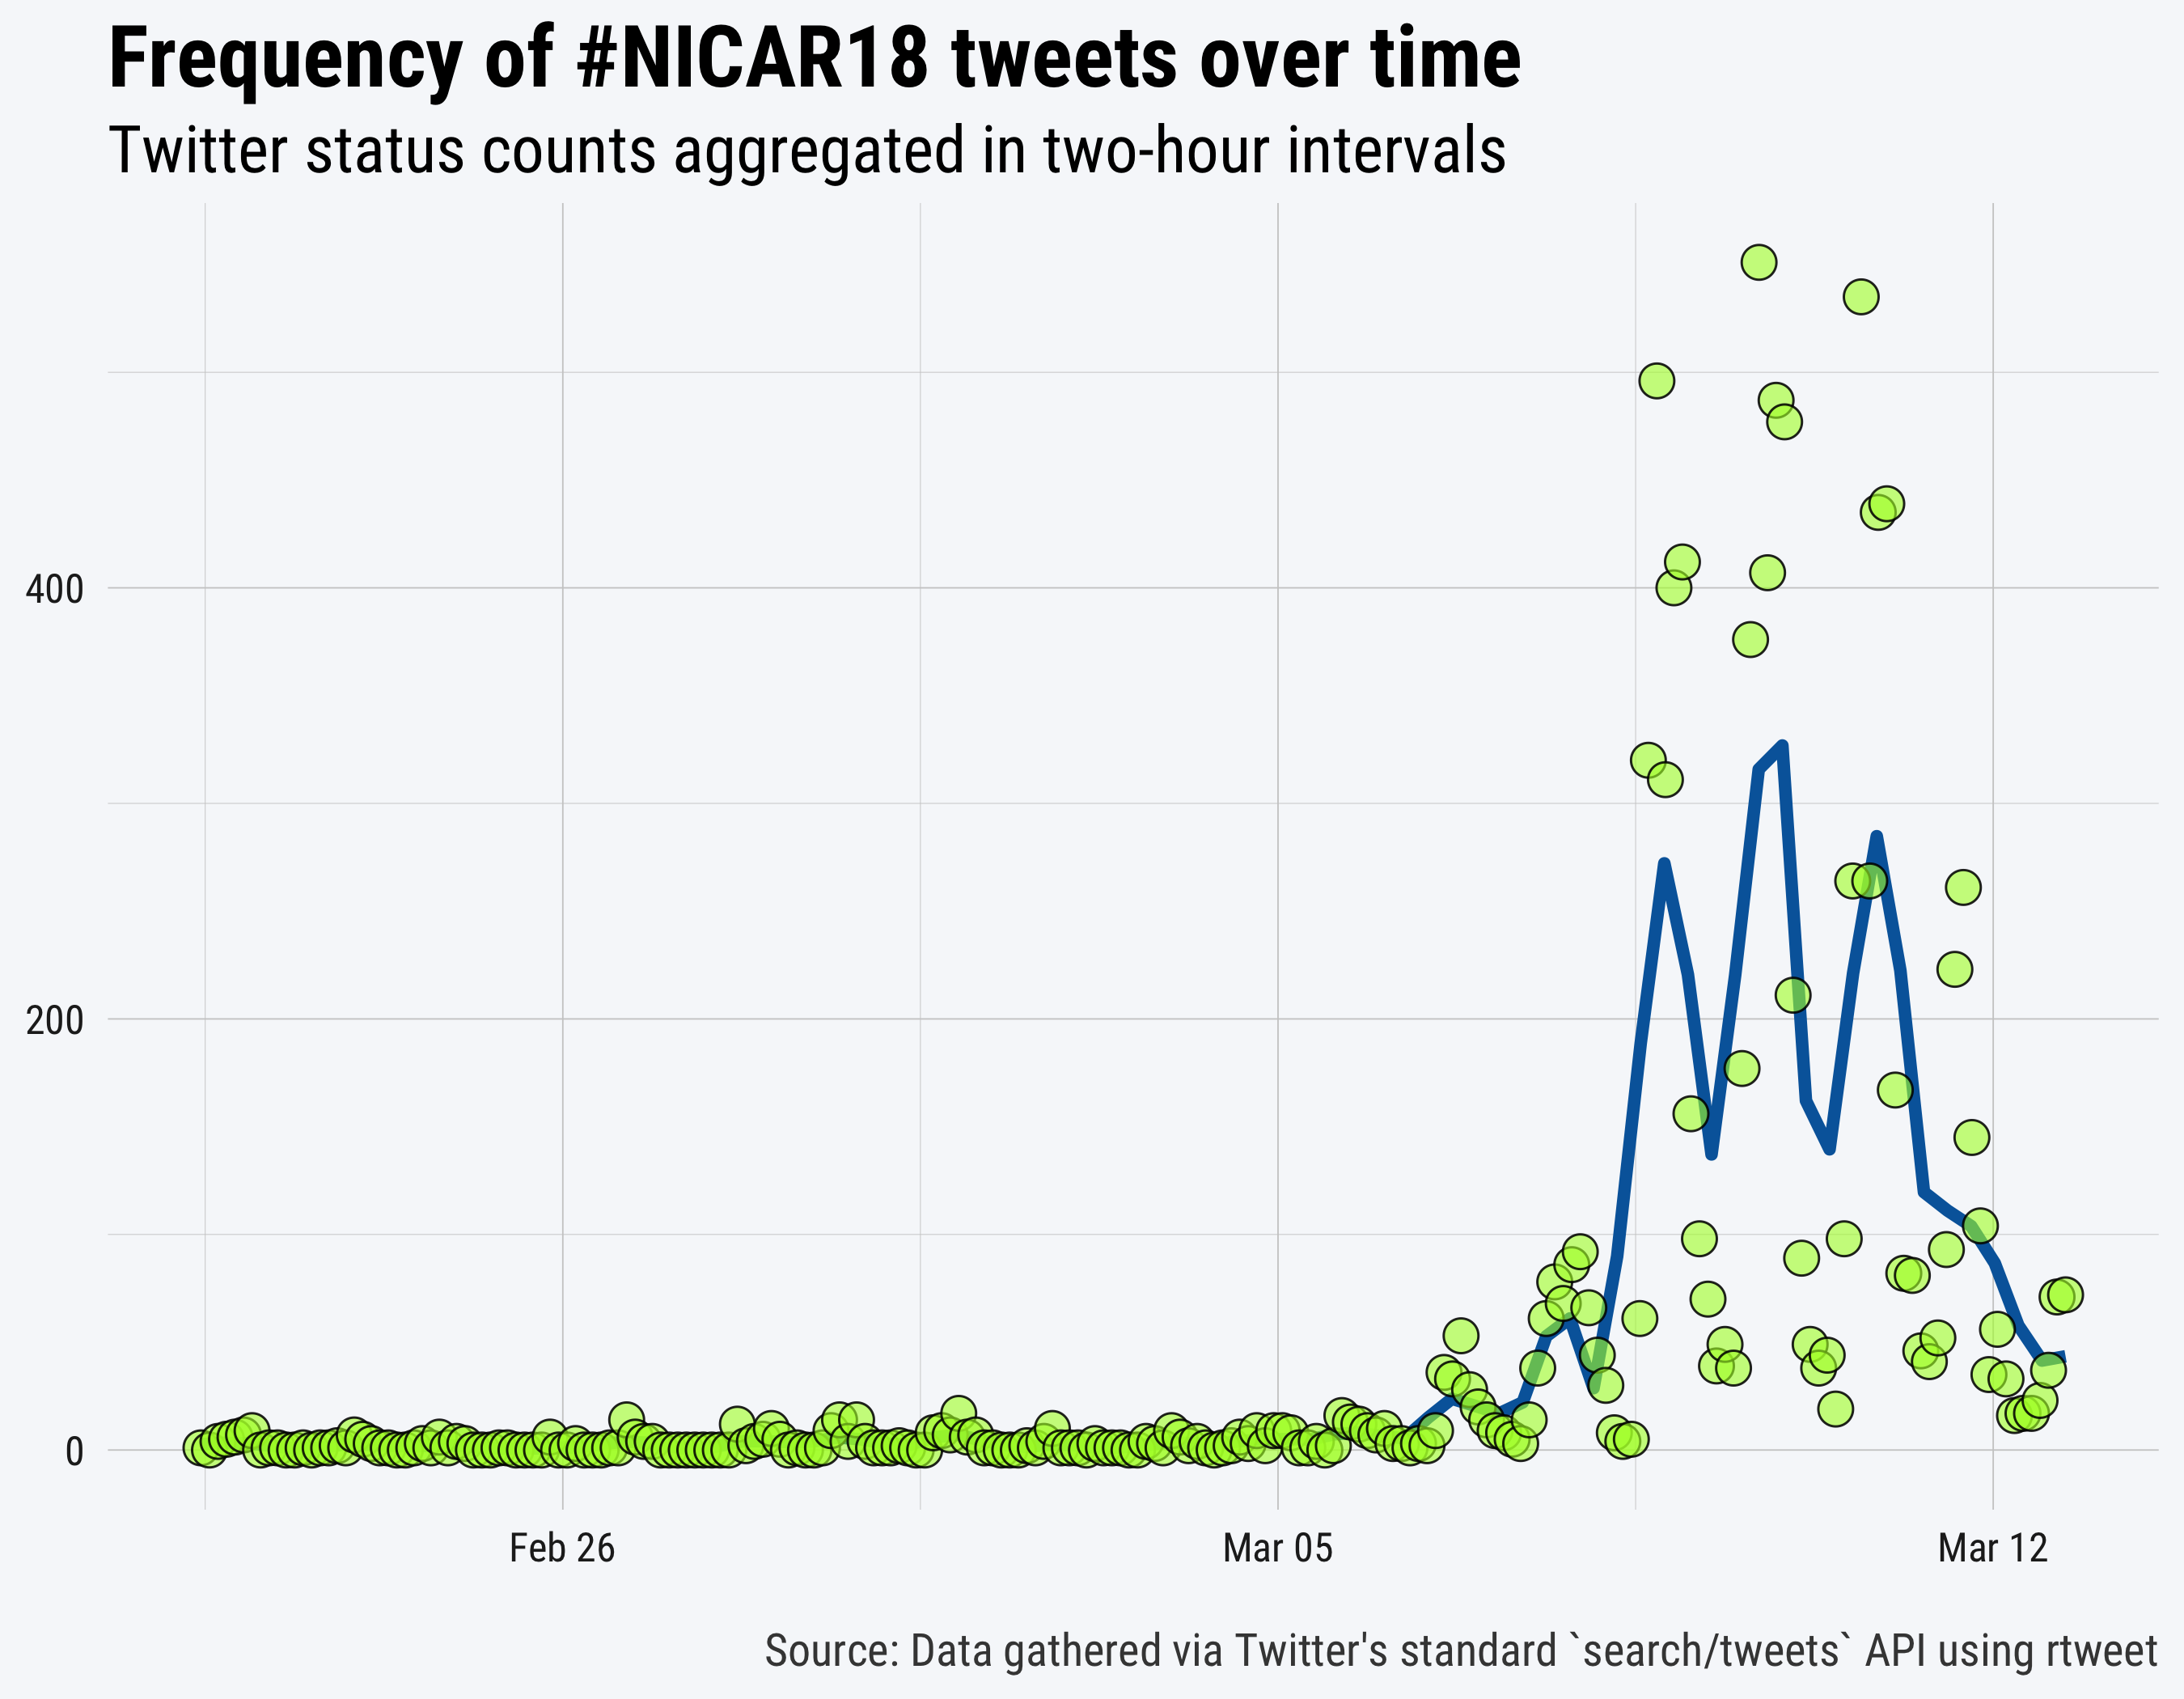 Frequency of #NICAR18 tweets over time
Twitter status counts aggregated in two-hour intervals
400
200
0
Feb 26 Mar 05 Mar 12
Source: Data gathered via Twitter's standard `search/tweets` API using rtweet